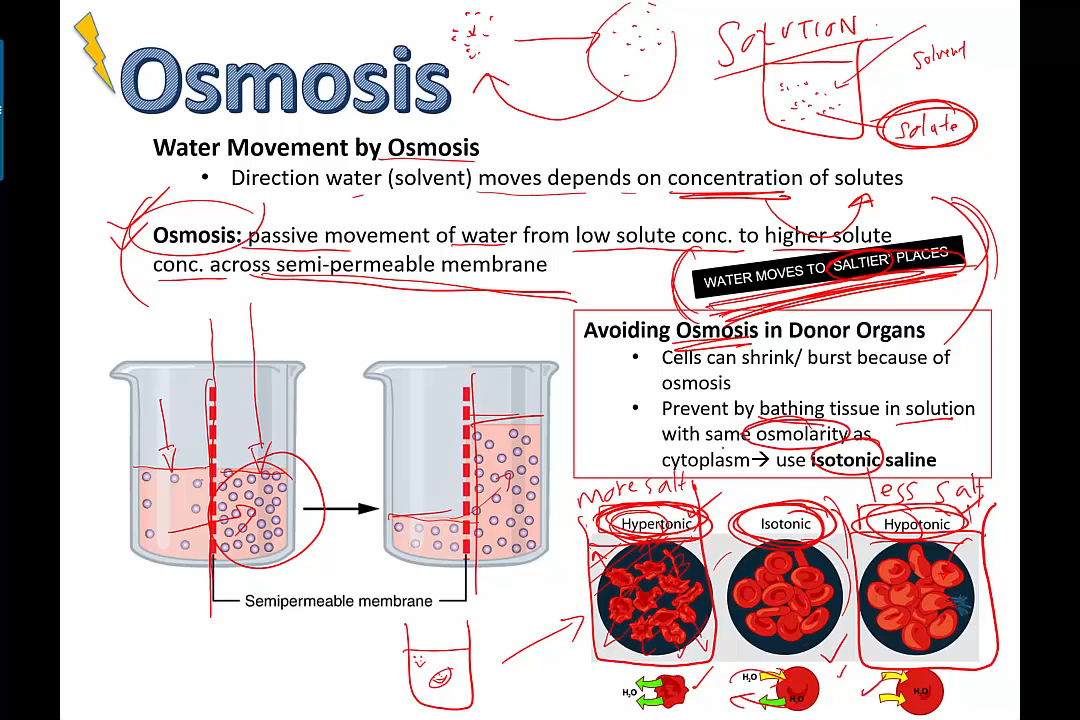 Osmosis
SOLUTION
solvent
solute
Water Movement by Osmosis
• Direction water (solvent) moves depends on concentration of solutes
Osmosis: passive movement of water from low solute conc. to higher solute
conc. across semi-permeable membrane
WATER MOVES TO 'SALTIER' PLACES
Avoiding Osmosis in Donor Organs
• Cells can shrink/ burst because of
osmosis
• Prevent by bathing tissue in solution
with same osmolarity as
cytoplasm→ use isotonic saline
more salt
less salt
Hypertonic
Isotonic
Hypotonic
Semipermeable membrane
H₂O
H₂O
H₂O
H₂O